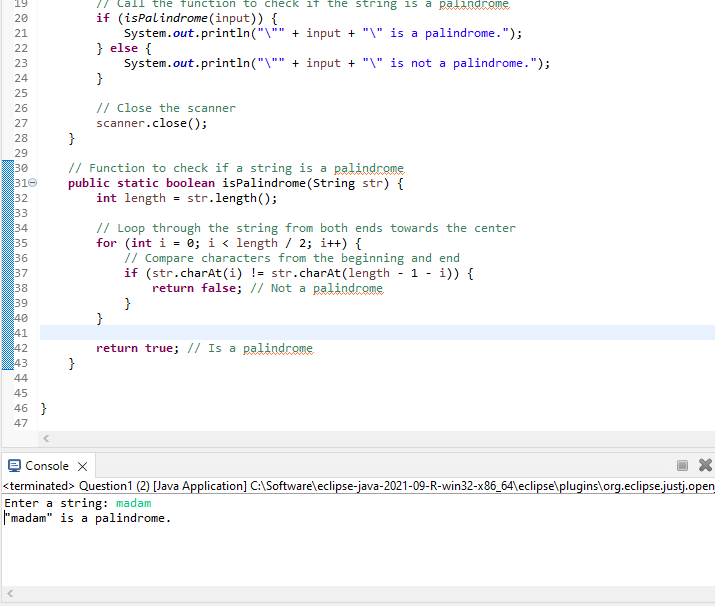 19 // Call the function to check if the string is a palindrome
20 if (isPalindrome(input)) {
21 System.out.println("\"" + input + "\" is a palindrome.");
22 } else {
23 System.out.println("\"" + input + "\" is not a palindrome.");
24 }
25
26 // Close the scanner
27 scanner.close();
28 }
29
30 // Function to check if a string is a palindrome
31 public static boolean isPalindrome(String str) {
32 int length = str.length();
33
34 // Loop through the string from both ends towards the center
35 for (int i = 0; i < length / 2; i++) {
36 // Compare characters from the beginning and end
37 if (str.charAt(i) != str.charAt(length - 1 - i)) {
38 return false; // Not a palindrome
39 }
40 }
41
42 return true; // Is a palindrome
43 }
44
45
46 }
47
Console
<terminated> Question1 (2) [Java Application] C:\Software\eclipse-java-2021-09-R-win32-x86_64\eclipse\plugins\org.eclipse.justj.open
Enter a string: madam
"madam" is a palindrome.